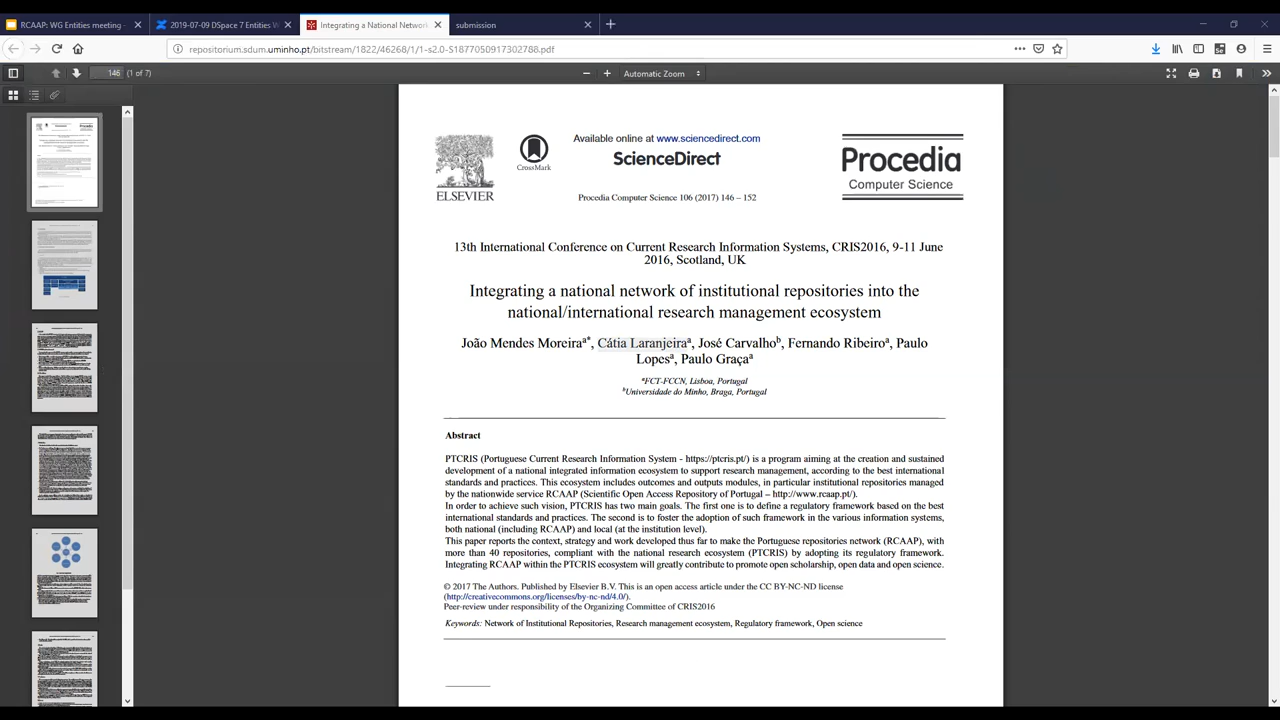 RCAAP: WG Entities meeting
2019-07-09 DSpace 7 Entities W
Integrating a National Network
submission
repositorium.sdum.uminho.pt/bitstream/1822/46268/1/1-s2.0-S1877050917302788.pdf
146 (1 of 7)
Automatic Zoom
ELSEVIER
CrossMark
Available online at www.sciencedirect.com
ScienceDirect
Procedia Computer Science 106 (2017) 146 – 152
Procedia
Computer Science
13th International Conference on Current Research Information Systems, CRIS2016, 9-11 June
2016, Scotland, UK
Integrating a national network of institutional repositories into the
national/international research management ecosystem
João Mendes Moreiraa*, Cátia Laranjeiraa, José Carvalhob, Fernando Ribeiroa, Paulo
Lopesa, Paulo Graçaa
aFCT-FCCN, Lisboa, Portugal
bUniversidade do Minho, Braga, Portugal
Abstract
PTCRIS (Portuguese Current Research Information System - https://ptcris.pt/) is a program aiming at the creation and sustained
development of a national integrated information ecosystem to support research management, according to the best international
standards and practices. This ecosystem includes outcomes and outputs modules, in particular institutional repositories managed
by the nationwide service RCAAP (Scientific Open Access Repository of Portugal – http://www.rcaap.pt/).
In order to achieve such vision, PTCRIS has two main goals. The first one is to define a regulatory framework based on the best
international standards and practices. The second is to foster the adoption of such framework in the various information systems,
both national (including RCAAP) and local (at the institution level).
This paper reports the context, strategy and work developed thus far to make the Portuguese repositories network (RCAAP), with
more than 40 repositories, compliant with the national research ecosystem (PTCRIS) by adopting its regulatory framework.
Integrating RCAAP within the PTCRIS ecosystem will greatly contribute to promote open scholarship, open data and open science.
© 2017 The Authors. Published by Elsevier B.V. This is an open access article under the CC BY-NC-ND license
(http://creativecommons.org/licenses/by-nc-nd/4.0/).
Peer-review under responsibility of the Organizing Committee of CRIS2016
Keywords: Network of Institutional Repositories, Research management ecosystem, Regulatory framework, Open science